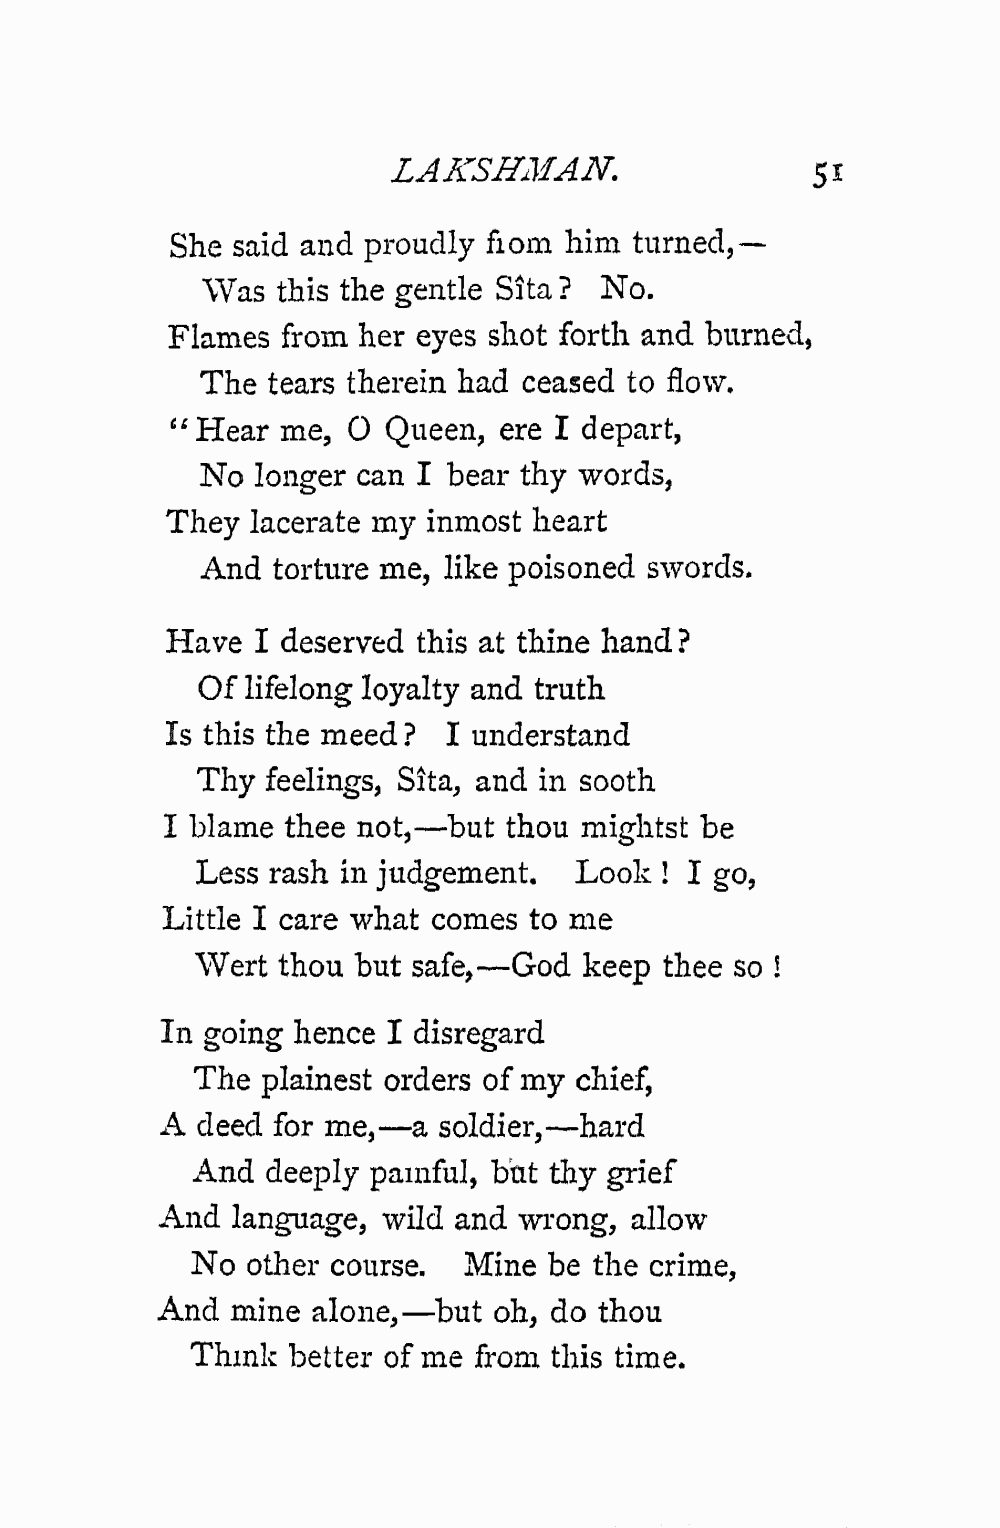 LAKSHMAN. 51
She said and proudly from him turned,—
Was this the gentle Sîta? No.
Flames from her eyes shot forth and burned,
The tears therein had ceased to flow.
“Hear me, O Queen, ere I depart,
No longer can I bear thy words,
They lacerate my inmost heart
And torture me, like poisoned swords.
Have I deserved this at thine hand?
Of lifelong loyalty and truth
Is this the meed? I understand
Thy feelings, Sîta, and in sooth
I blame thee not,—but thou mightst be
Less rash in judgement. Look! I go,
Little I care what comes to me
Wert thou but safe,—God keep thee so!
In going hence I disregard
The plainest orders of my chief,
A deed for me,—a soldier,—hard
And deeply painful, but thy grief
And language, wild and wrong, allow
No other course. Mine be the crime,
And mine alone,—but oh, do thou
Think better of me from this time.